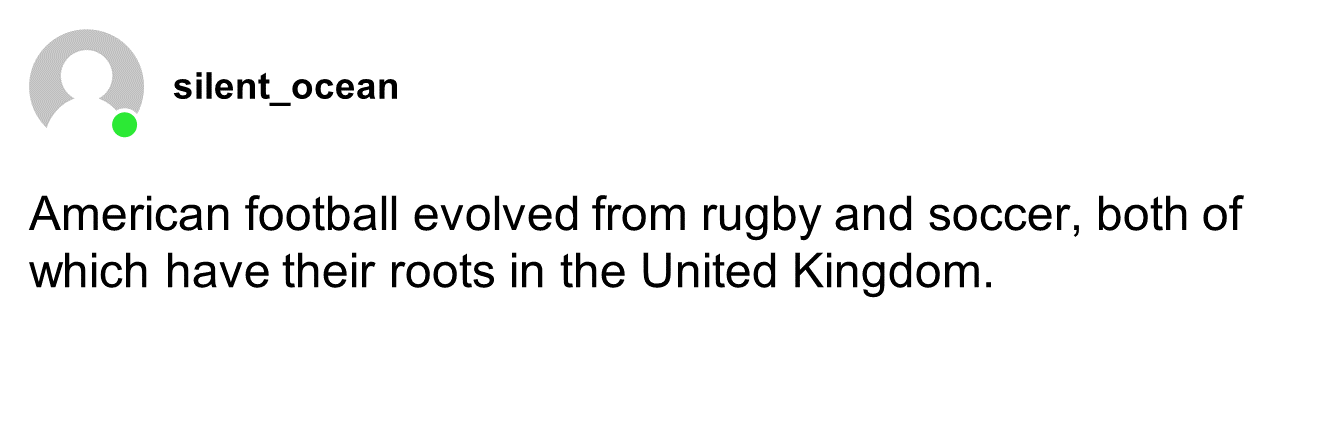 silent_ocean
American football evolved from rugby and soccer, both of
which have their roots in the United Kingdom.